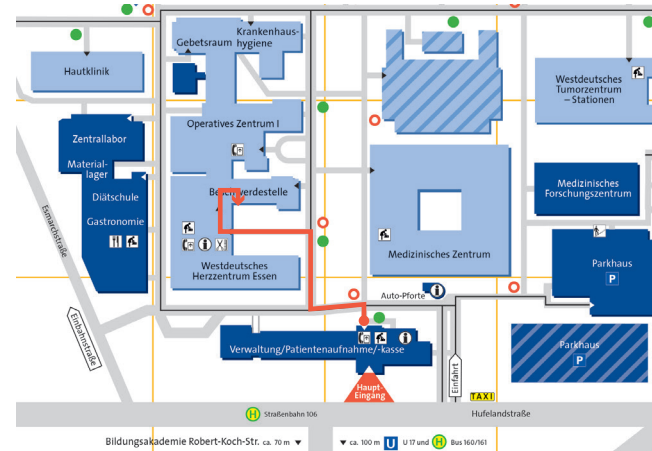 Gebetsraum
Krankenhaus-
hygiene
Hautklinik
Westdeutsches
Tumorzentrum
– Stationen
Operatives Zentrum I
Zentrallabor
Material-
lager
Diätschule
Gastronomie
Beschwerdestelle
Medizinisches
Forschungszentrum
Esmarchstraße
Westdeutsches
Herzzentrum Essen
Medizinisches Zentrum
Parkhaus
P
Auto-Pforte
Einbahnstraße
Verwaltung/Patientenaufnahme/-kasse
Parkhaus
P
Haupt-
Eingang
Einfahrt
TAXI
H Straßenbahn 106
Hufelandstraße
Bildungsakademie Robert-Koch-Str. ca. 70 m ▼
▼ ca. 100 m U U 17 und H Bus 160/161